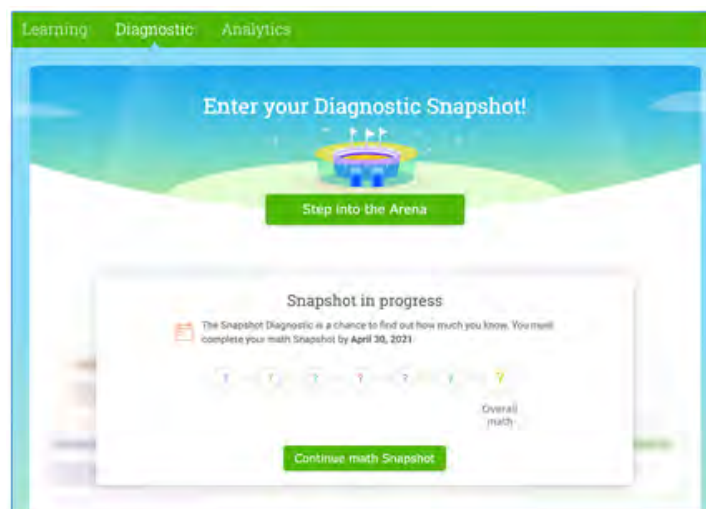 Learning Diagnostic Analytics
Enter your Diagnostic Snapshot!
Step into the Arena
Snapshot in progress
The Snapshot Diagnostic is a chance to find out how much you know. You must
complete your math Snapshot by April 30, 2021
? ? ? ? ? ? ?
Overall
math
Continue math Snapshot